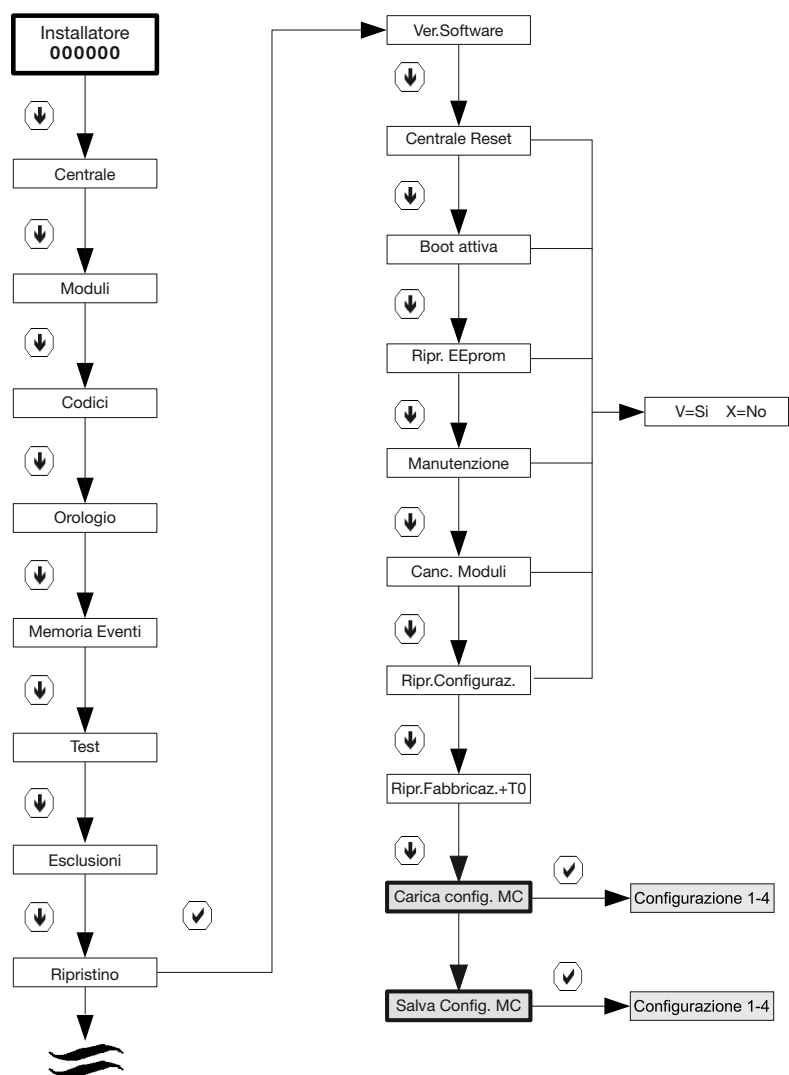 Installatore
000000
Centrale
Moduli
Codici
Orologio
Memoria Eventi
Test
Esclusioni
Ripristino
Ver.Software
Centrale Reset
Boot attiva
Ripr. EEprom
Manutenzione
Canc. Moduli
Ripr.Configuraz.
V=Si X=No
Ripr.Fabbricaz.+T0
Carica config. MC
Configurazione 1-4
Salva Config. MC
Configurazione 1-4